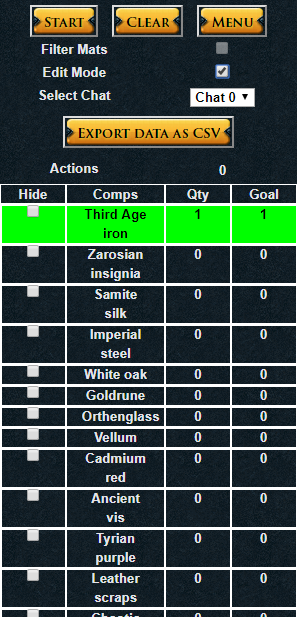 START CLEAR MENU
Filter Mats
Edit Mode
Select Chat Chat 0
EXPORT DATA AS CSV
Actions 0
Hide Comps Qty Goal
Third Age 1 1
iron
Zarosian 0 0
insignia
Samite 0 0
silk
Imperial 0 0
steel
White oak 0 0
Goldrune 0 0
Orthenglass 0 0
Vellum 0 0
Cadmium 0 0
red
Ancient 0 0
vis
Tyrian 0 0
purple
Leather 0 0
scraps